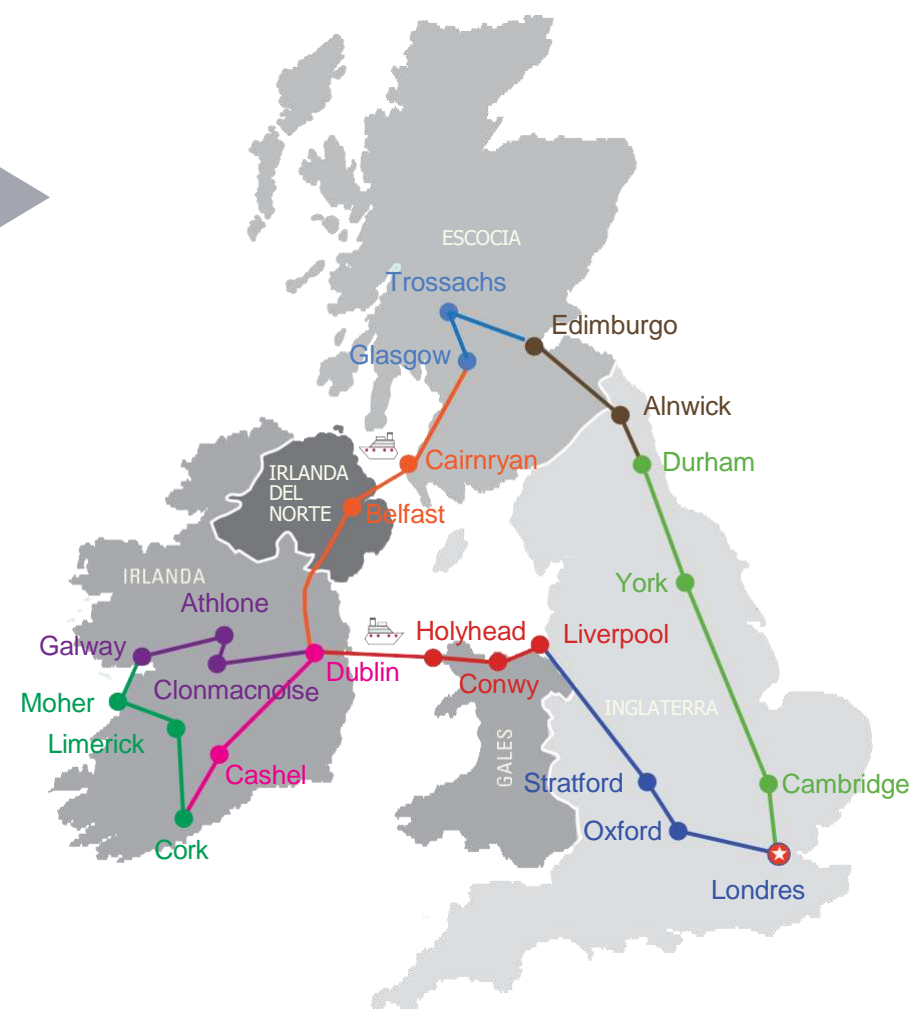 ESCOCIA
Trossachs
Edimburgo
Glasgow
Alnwick
Cairnryan
Durham
IRLANDA
DEL
NORTE
Belfast
IRLANDA
York
Athlone
Galway
Holyhead
Liverpool
Dublin
Conwy
Clonmacnoise
Moher
INGLATERRA
Limerick
GALES
Cashel
Stratford
Cambridge
Oxford
Cork
Londres